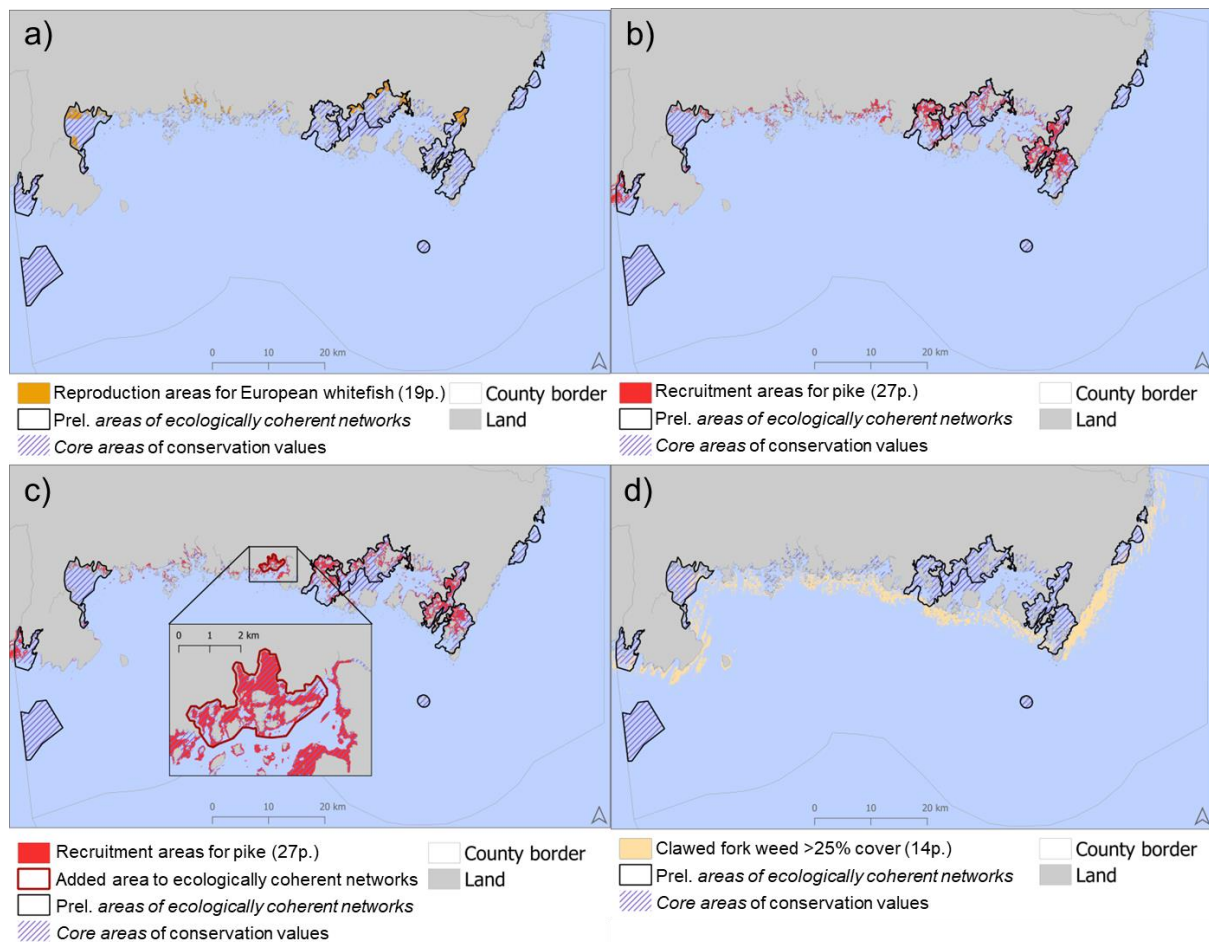 a)
0 10 20 km
Reproduction areas for European whitefish (19p.)
Prel. areas of ecologically coherent networks
Core areas of conservation values
County border
Land
b)
0 10 20 km
Recruitment areas for pike (27p.)
Prel. areas of ecologically coherent networks
Core areas of conservation values
County border
Land
c)
0 1 2 km
0 10 20 km
Recruitment areas for pike (27p.)
Added area to ecologically coherent networks
Prel. areas of ecologically coherent networks
Core areas of conservation values
County border
Land
d)
0 10 20 km
Clawed fork weed >25% cover (14p.)
Prel. areas of ecologically coherent networks
Core areas of conservation values
County border
Land